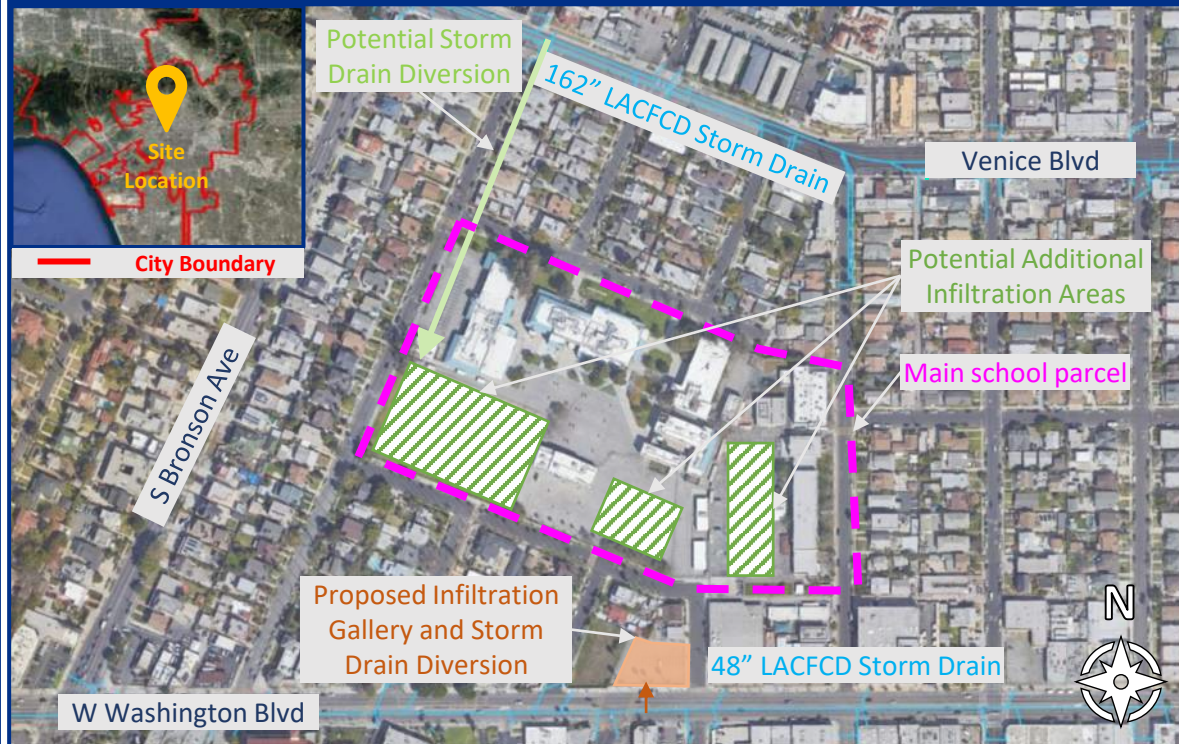 Site
Location
City Boundary
Potential Storm
Drain Diversion
162” LACFCD Storm Drain
Venice Blvd
Potential Additional
Infiltration Areas
Main school parcel
S Bronson Ave
Proposed Infiltration
Gallery and Storm
Drain Diversion
48” LACFCD Storm Drain
W Washington Blvd
N